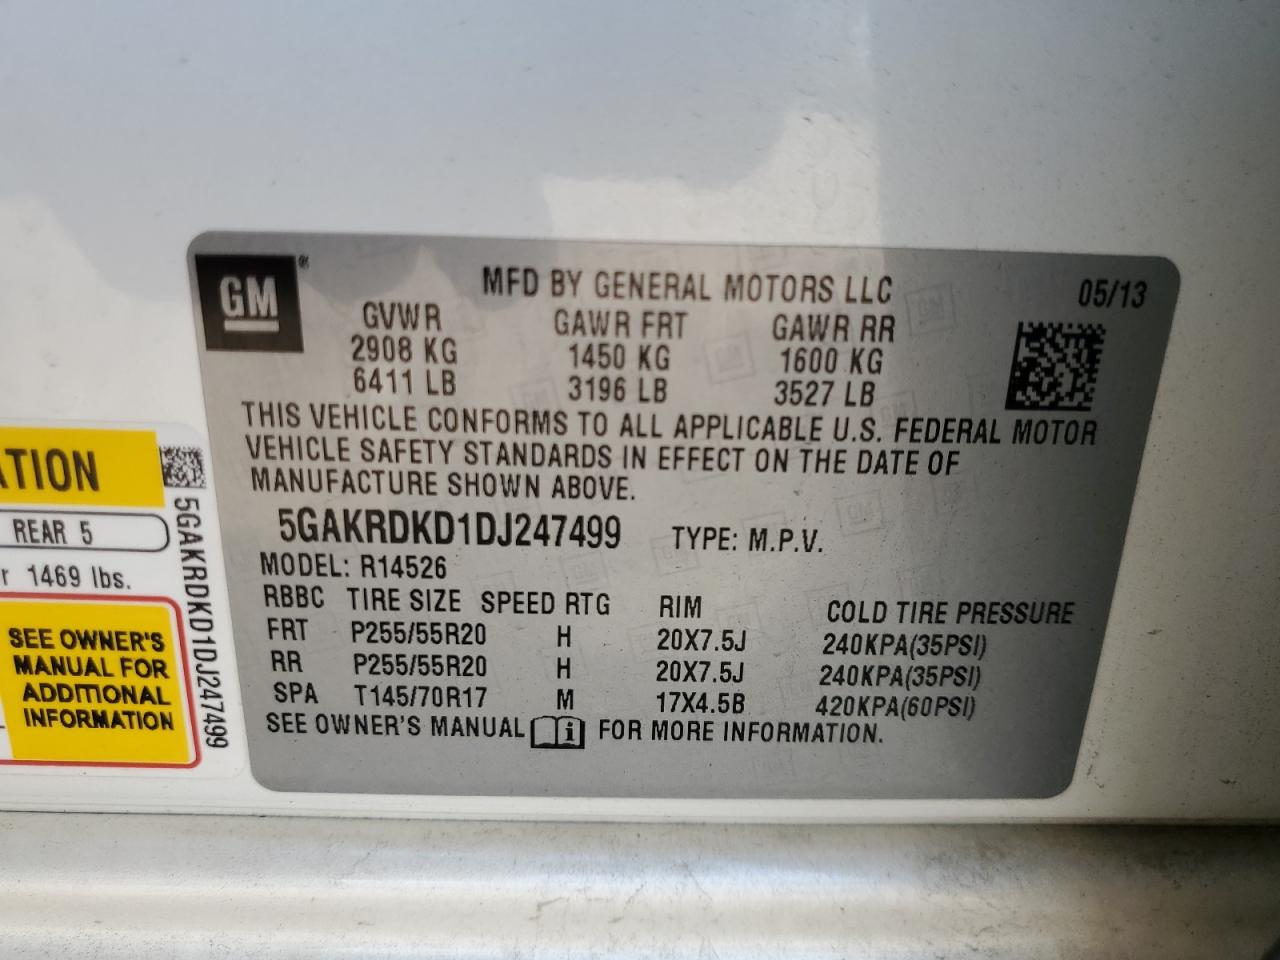 GM®
MFD BY GENERAL MOTORS LLC 05/13
GVWR GAWR FRT GAWR RR
2908 KG 1450 KG 1600 KG
6411 LB 3196 LB 3527 LB
THIS VEHICLE CONFORMS TO ALL APPLICABLE U.S. FEDERAL MOTOR
VEHICLE SAFETY STANDARDS IN EFFECT ON THE DATE OF
MANUFACTURE SHOWN ABOVE.
5GAKRDKD1DJ247499 TYPE: M.P.V.
MODEL: R14526
RBBC TIRE SIZE SPEED RTG RIM COLD TIRE PRESSURE
FRT P255/55R20 H 20X7.5J 240KPA(35PSI)
RR P255/55R20 H 20X7.5J 240KPA(35PSI)
SPA T145/70R17 M 17X4.5B 420KPA(60PSI)
SEE OWNER'S MANUAL i FOR MORE INFORMATION.
ATION
REAR 5
r 1469 lbs.
SEE OWNER'S
MANUAL FOR
ADDITIONAL
INFORMATION
5GAKRDKD1DJ247499